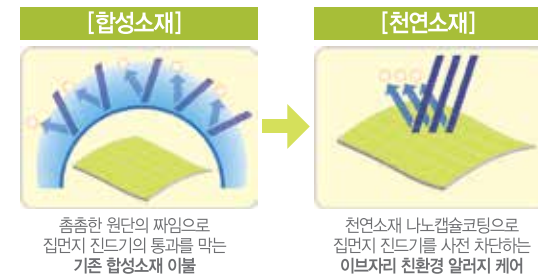 [합성소재]
[천연소재]
촘촘한 원단의 짜임으로
집먼지 진드기의 통과를 막는
기존 합성소재 이불
천연소재 나노캡슐코팅으로
집먼지 진드기를 사전 차단하는
이브자리 친환경 알러지 케어